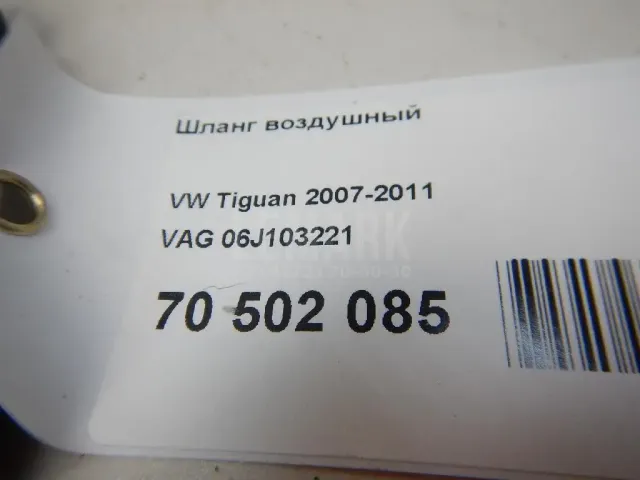 Шланг воздушный
VW Tiguan 2007-2011
VAG 06J103221
70 502 085